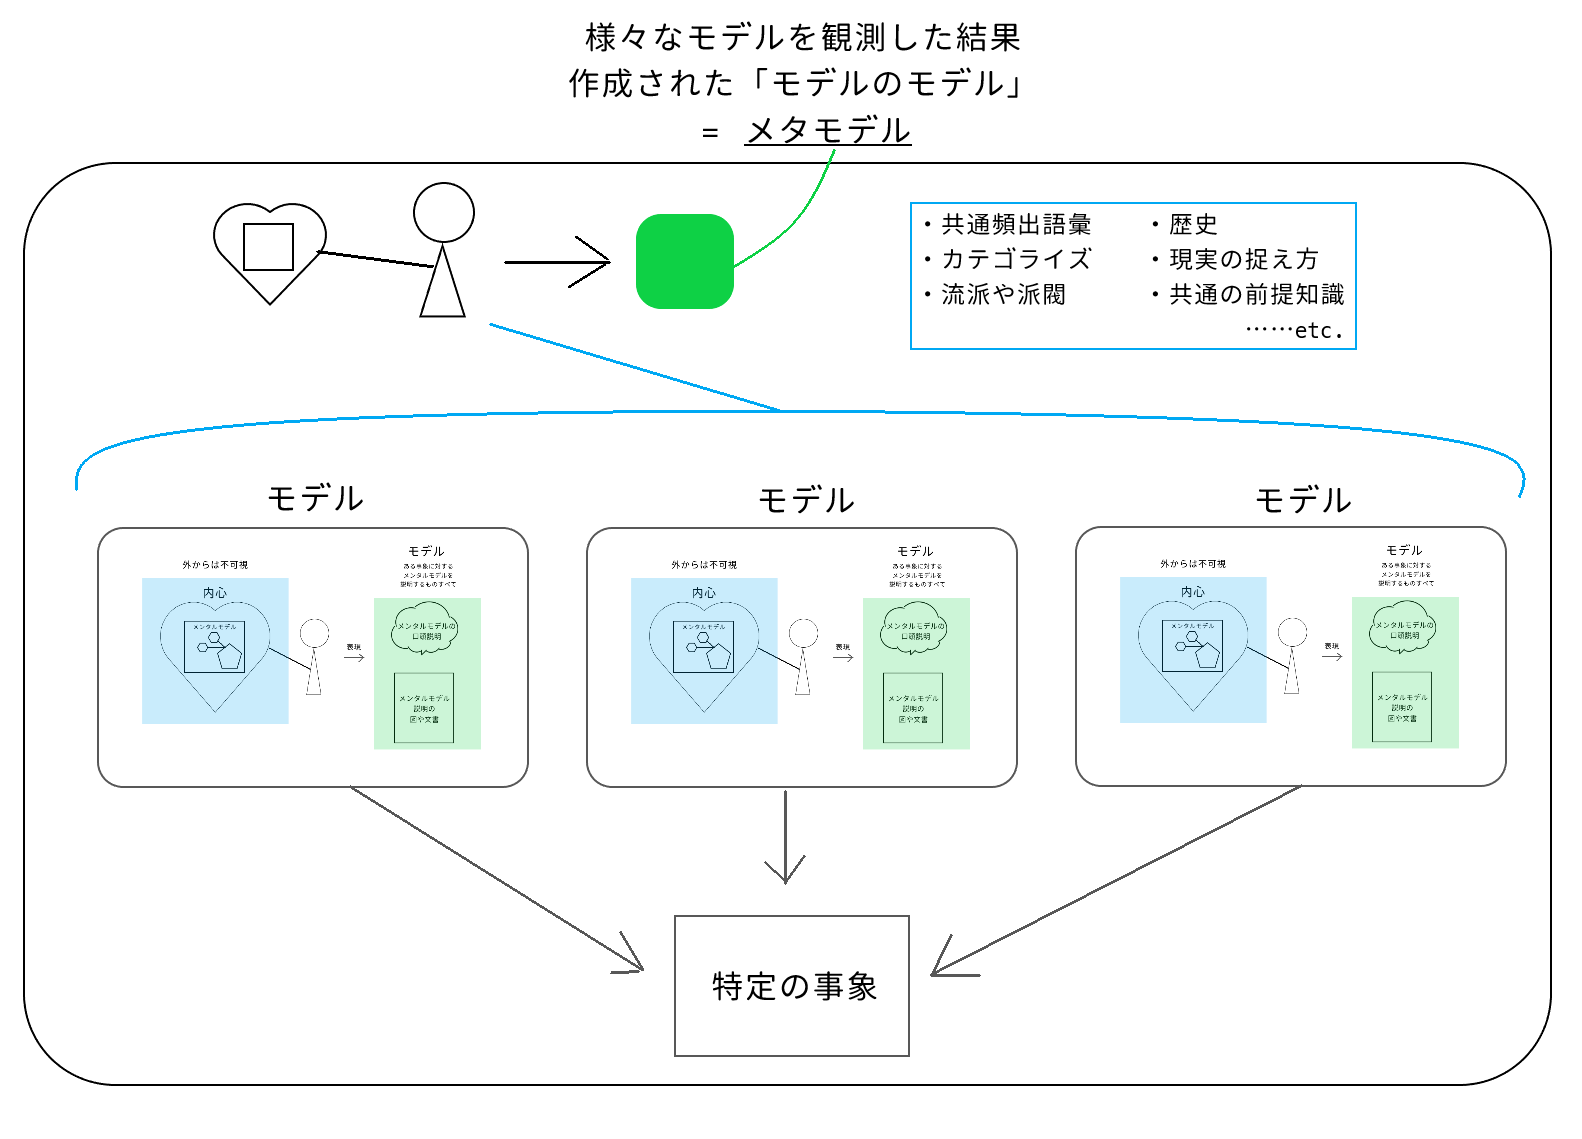 様々なモデルを観測した結果
作成された「モデルのモデル」
= メタモデル
・共通頻出語彙
・カテゴライズ
・流派や派閥
・歴史
・現実の捉え方
・共通の前提知識
……etc.
モデル
外からは不可視
内心
メンタルモデル
表現
モデル
ある事象に対する
メンタルモデルを
説明するものすべて
メンタルモデルの
口頭説明
メンタルモデル
説明の
図や文書
モデル
外からは不可視
内心
メンタルモデル
表現
モデル
ある事象に対する
メンタルモデルを
説明するものすべて
メンタルモデルの
口頭説明
メンタルモデル
説明の
図や文書
モデル
外からは不可視
内心
メンタルモデル
表現
モデル
ある事象に対する
メンタルモデルを
説明するものすべて
メンタルモデルの
口頭説明
メンタルモデル
説明の
図や文書
特定の事象